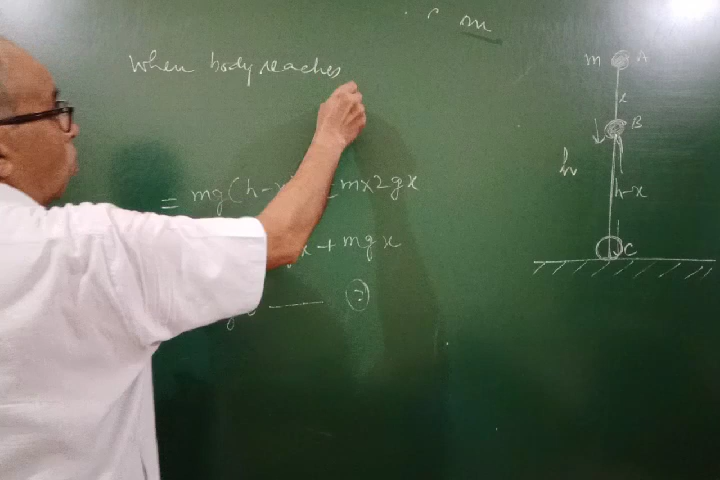 m
When body reaches
= mg(h-x) mx2gx
x + mgx
②
m A
x
B
h
h-x
C